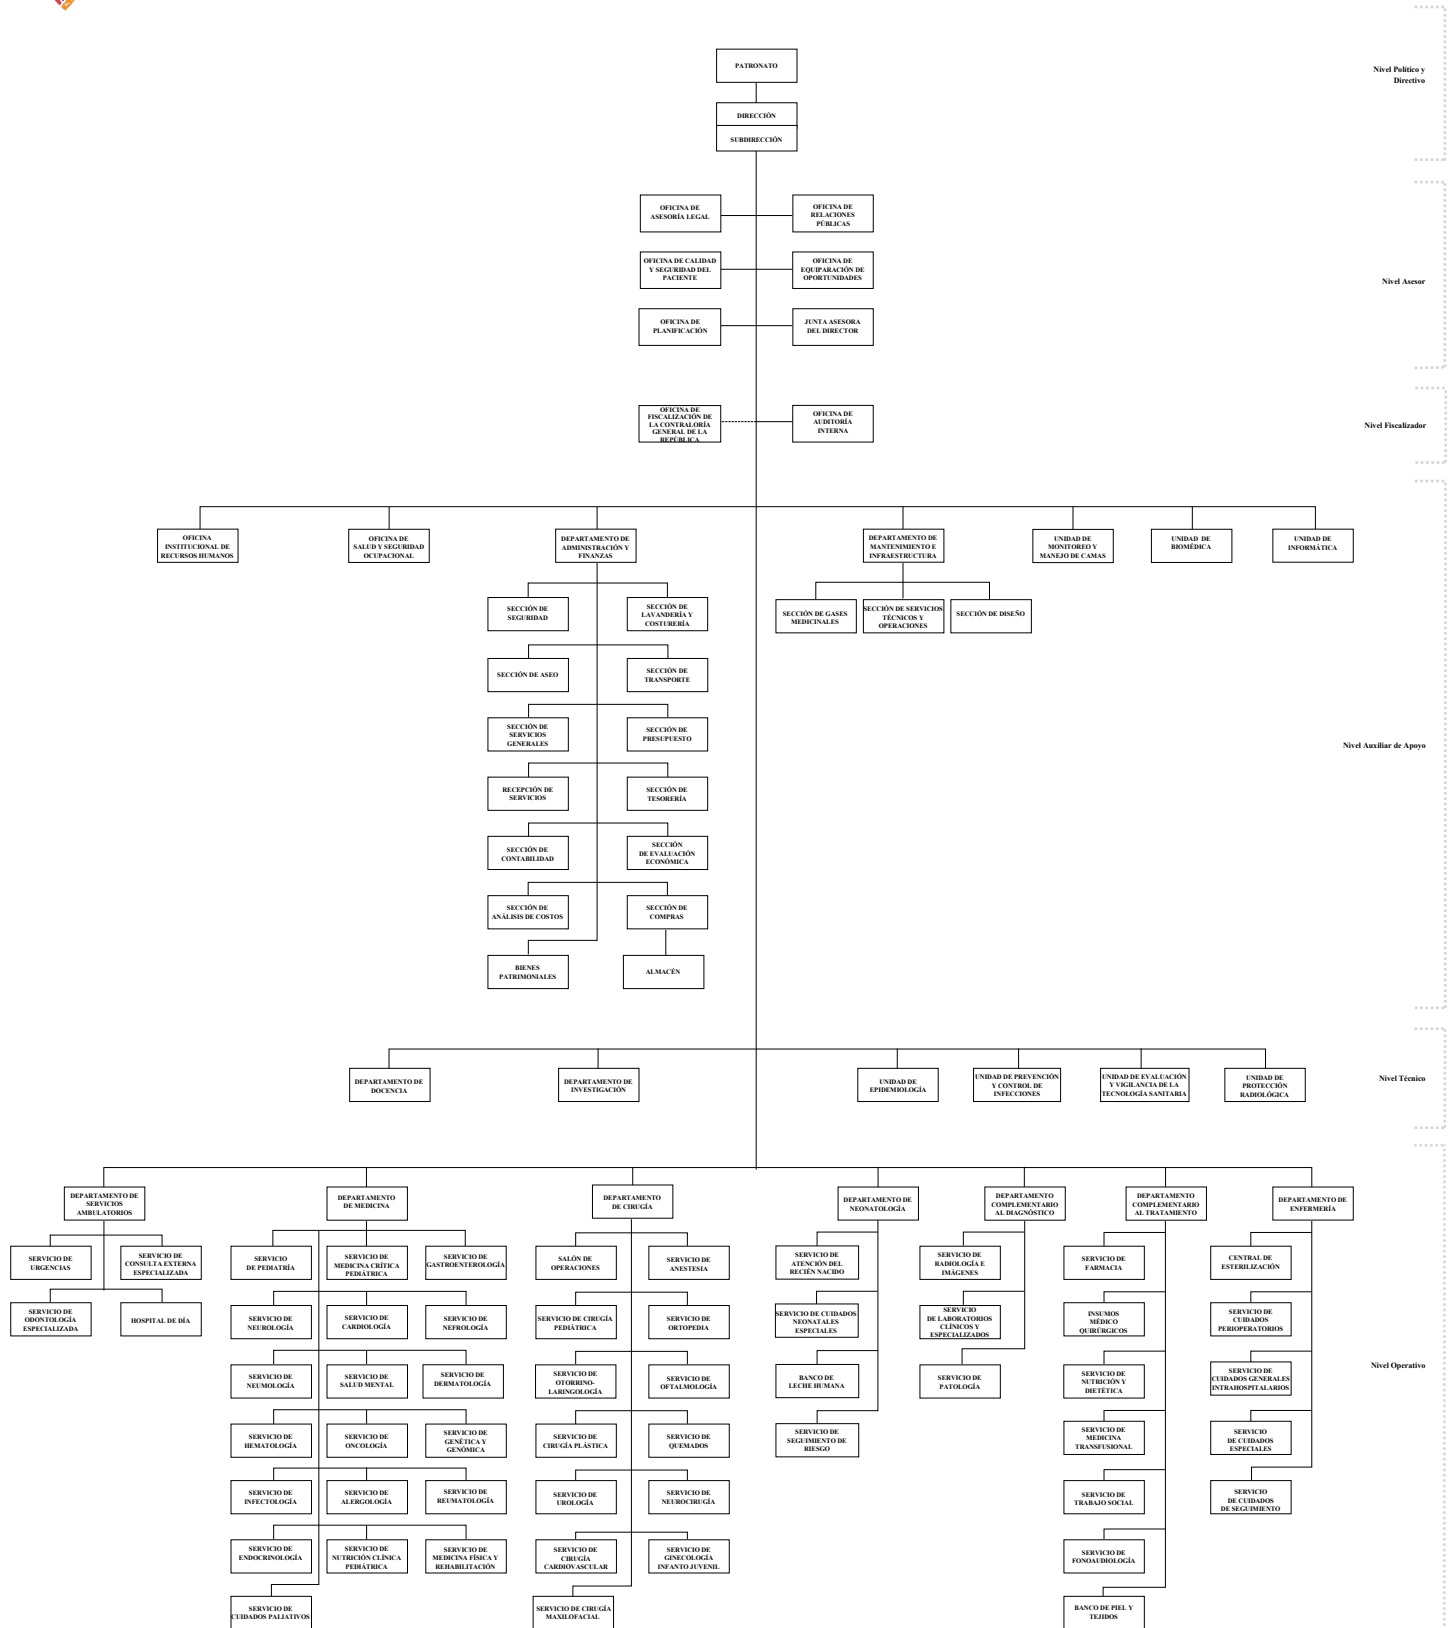 PATRONATO
Nivel Político y
Directivo
DIRECCIÓN
SUBDIRECCIÓN
OFICINA DE
ASESORÍA LEGAL
OFICINA DE
RELACIONES
PÚBLICAS
OFICINA DE CALIDAD
Y SEGURIDAD DEL
PACIENTE
OFICINA DE
EQUIPARACIÓN DE
OPORTUNIDADES
Nivel Asesor
OFICINA DE
PLANIFICACIÓN
JUNTA ASESORA
DEL DIRECTOR
OFICINA DE
FISCALIZACIÓN DE
LA CONTRALORÍA
GENERAL DE LA
REPÚBLICA
OFICINA DE
AUDITORÍA
INTERNA
Nivel Fiscalizador
OFICINA
INSTITUCIONAL DE
RECURSOS HUMANOS
OFICINA DE
SALUD Y SEGURIDAD
OCUPACIONAL
DEPARTAMENTO DE
ADMINISTRACIÓN Y
FINANZAS
DEPARTAMENTO DE
MANTENIMIENTO E
INFRAESTRUCTURA
UNIDAD DE
MONITOREO Y
MANEJO DE CAMAS
UNIDAD DE
BIOMÉDICA
UNIDAD DE
INFORMÁTICA
SECCIÓN DE
SEGURIDAD
SECCIÓN DE
LAVANDERÍA Y
COSTURERÍA
SECCIÓN DE GASES
MEDICINALES
SECCIÓN DE SERVICIOS
TÉCNICOS Y
OPERACIONES
SECCIÓN DE DISEÑO
SECCIÓN DE ASEO
SECCIÓN DE
TRANSPORTE
SECCIÓN DE
SERVICIOS
GENERALES
SECCIÓN DE
PRESUPUESTO
Nivel Auxiliar de Apoyo
RECEPCIÓN DE
SERVICIOS
SECCIÓN DE
TESORERÍA
SECCIÓN DE
CONTABILIDAD
SECCIÓN
DE EVALUACIÓN
ECONÓMICA
SECCIÓN DE
ANÁLISIS DE COSTOS
SECCIÓN DE
COMPRAS
BIENES
PATRIMONIALES
ALMACÉN
DEPARTAMENTO DE
DOCENCIA
DEPARTAMENTO DE
INVESTIGACIÓN
UNIDAD DE
EPIDEMIOLOGÍA
UNIDAD DE PREVENCIÓN
Y CONTROL DE
INFECCIONES
UNIDAD DE EVALUACIÓN
Y VIGILANCIA DE LA
TECNOLOGÍA SANITARIA
UNIDAD DE
PROTECCIÓN
RADIOLÓGICA
Nivel Técnico
DEPARTAMENTO DE
SERVICIOS
AMBULATORIOS
DEPARTAMENTO
DE MEDICINA
DEPARTAMENTO
DE CIRUGÍA
DEPARTAMENTO DE
NEONATOLOGÍA
DEPARTAMENTO
COMPLEMENTARIO
AL DIAGNÓSTICO
DEPARTAMENTO
COMPLEMENTARIO
AL TRATAMIENTO
DEPARTAMENTO DE
ENFERMERÍA
SERVICIO DE
URGENCIAS
SERVICIO DE
CONSULTA EXTERNA
ESPECIALIZADA
SERVICIO
DE PEDIATRÍA
SERVICIO DE
MEDICINA CRÍTICA
PEDIÁTRICA
SERVICIO DE
GASTROENTEROLOGÍA
SALÓN DE
OPERACIONES
SERVICIO DE
ANESTESIA
SERVICIO DE
ATENCIÓN DEL
RECIÉN NACIDO
SERVICIO DE
RADIOLOGÍA E
IMÁGENES
SERVICIO DE
FARMACIA
CENTRAL DE
ESTERILIZACIÓN
SERVICIO DE
ODONTOLOGÍA
ESPECIALIZADA
HOSPITAL DE DÍA
SERVICIO DE
NEUROLOGÍA
SERVICIO DE
CARDIOLOGÍA
SERVICIO DE
NEFROLOGÍA
SERVICIO DE CIRUGÍA
PEDIÁTRICA
SERVICIO DE
ORTOPEDIA
SERVICIO DE CUIDADOS
NEONATALES
ESPECIALES
SERVICIO
DE LABORATORIOS
CLÍNICOS Y
ESPECIALIZADOS
INSUMOS
MÉDICO
QUIRÚRGICOS
SERVICIO DE
CUIDADOS
PERIOPERATORIOS
SERVICIO DE
NEUMOLOGÍA
SERVICIO DE
SALUD MENTAL
SERVICIO DE
DERMATOLOGÍA
SERVICIO DE
OTORRINO-
LARINGOLOGÍA
SERVICIO DE
OFTALMOLOGÍA
BANCO DE
LECHE HUMANA
SERVICIO DE
PATOLOGÍA
SERVICIO DE
NUTRICIÓN Y
DIETÉTICA
SERVICIO DE
CUIDADOS GENERALES
INTRAHOSPITALARIOS
Nivel Operativo
SERVICIO DE
HEMATOLOGÍA
SERVICIO DE
ONCOLOGÍA
SERVICIO DE
GENÉTICA Y
GENÓMICA
SERVICIO DE
CIRUGÍA PLÁSTICA
SERVICIO DE
QUEMADOS
SERVICIO DE
SEGUIMIENTO DE
RIESGO
SERVICIO DE
MEDICINA
TRANSFUSIONAL
SERVICIO
DE CUIDADOS
ESPECIALES
SERVICIO DE
INFECTOLOGÍA
SERVICIO DE
ALERGOLOGÍA
SERVICIO DE
REUMATOLOGÍA
SERVICIO DE
UROLOGÍA
SERVICIO DE
NEUROCIRUGÍA
SERVICIO DE
TRABAJO SOCIAL
SERVICIO
DE CUIDADOS
DE SEGUIMIENTO
SERVICIO DE
ENDOCRINOLOGÍA
SERVICIO DE
NUTRICIÓN CLÍNICA
PEDIÁTRICA
SERVICIO DE
MEDICINA FÍSICA Y
REHABILITACIÓN
SERVICIO DE
CIRUGÍA
CARDIOVASCULAR
SERVICIO DE
GINECOLOGÍA
INFANTO JUVENIL
SERVICIO DE
FONOAUDIOLOGÍA
SERVICIO DE
CUIDADOS PALIATIVOS
SERVICIO DE CIRUGÍA
MAXILOFACIAL
BANCO DE PIEL Y
TEJIDOS